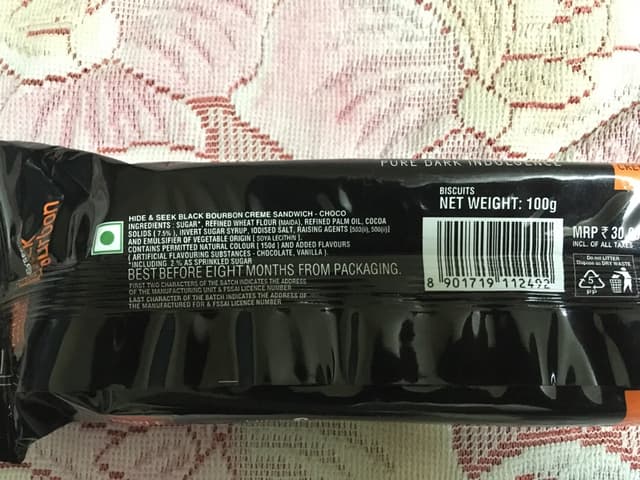 PURE DARK INDULGENCE
BISCUITS
NET WEIGHT: 100g
HIDE & SEEK BLACK BOURBON CREME SANDWICH - CHOCO
INGREDIENTS : SUGAR*, REFINED WHEAT FLOUR (MAIDA), REFINED PALM OIL, COCOA
SOLIDS (7.5%), INVERT SUGAR SYRUP, IODISED SALT, RAISING AGENTS [503(ii), 500(ii)]
AND EMULSIFIER OF VEGETABLE ORIGIN [SOYA LECITHIN].
CONTAINS PERMITTED NATURAL COLOUR [150d] AND ADDED FLAVOURS
(ARTIFICIAL FLAVOURING SUBSTANCES - CHOCOLATE, VANILLA).
*INCLUDING 2% AS SPRINKLED SUGAR
BEST BEFORE EIGHT MONTHS FROM PACKAGING.
FIRST TWO CHARACTERS OF THE BATCH INDICATES THE ADDRESS
OF THE MANUFACTURING UNIT & FSSAI LICENCE NUMBER
LAST CHARACTER OF THE BATCH INDICATES THE ADDRESS OF
THE MANUFACTURED FOR & FSSAI LICENCE NUMBER
8 901719 112492
MRP ₹ 30.
INCL. OF ALL TAXES
Do not LITTER
Dispose as DRY WASTE
5
PP